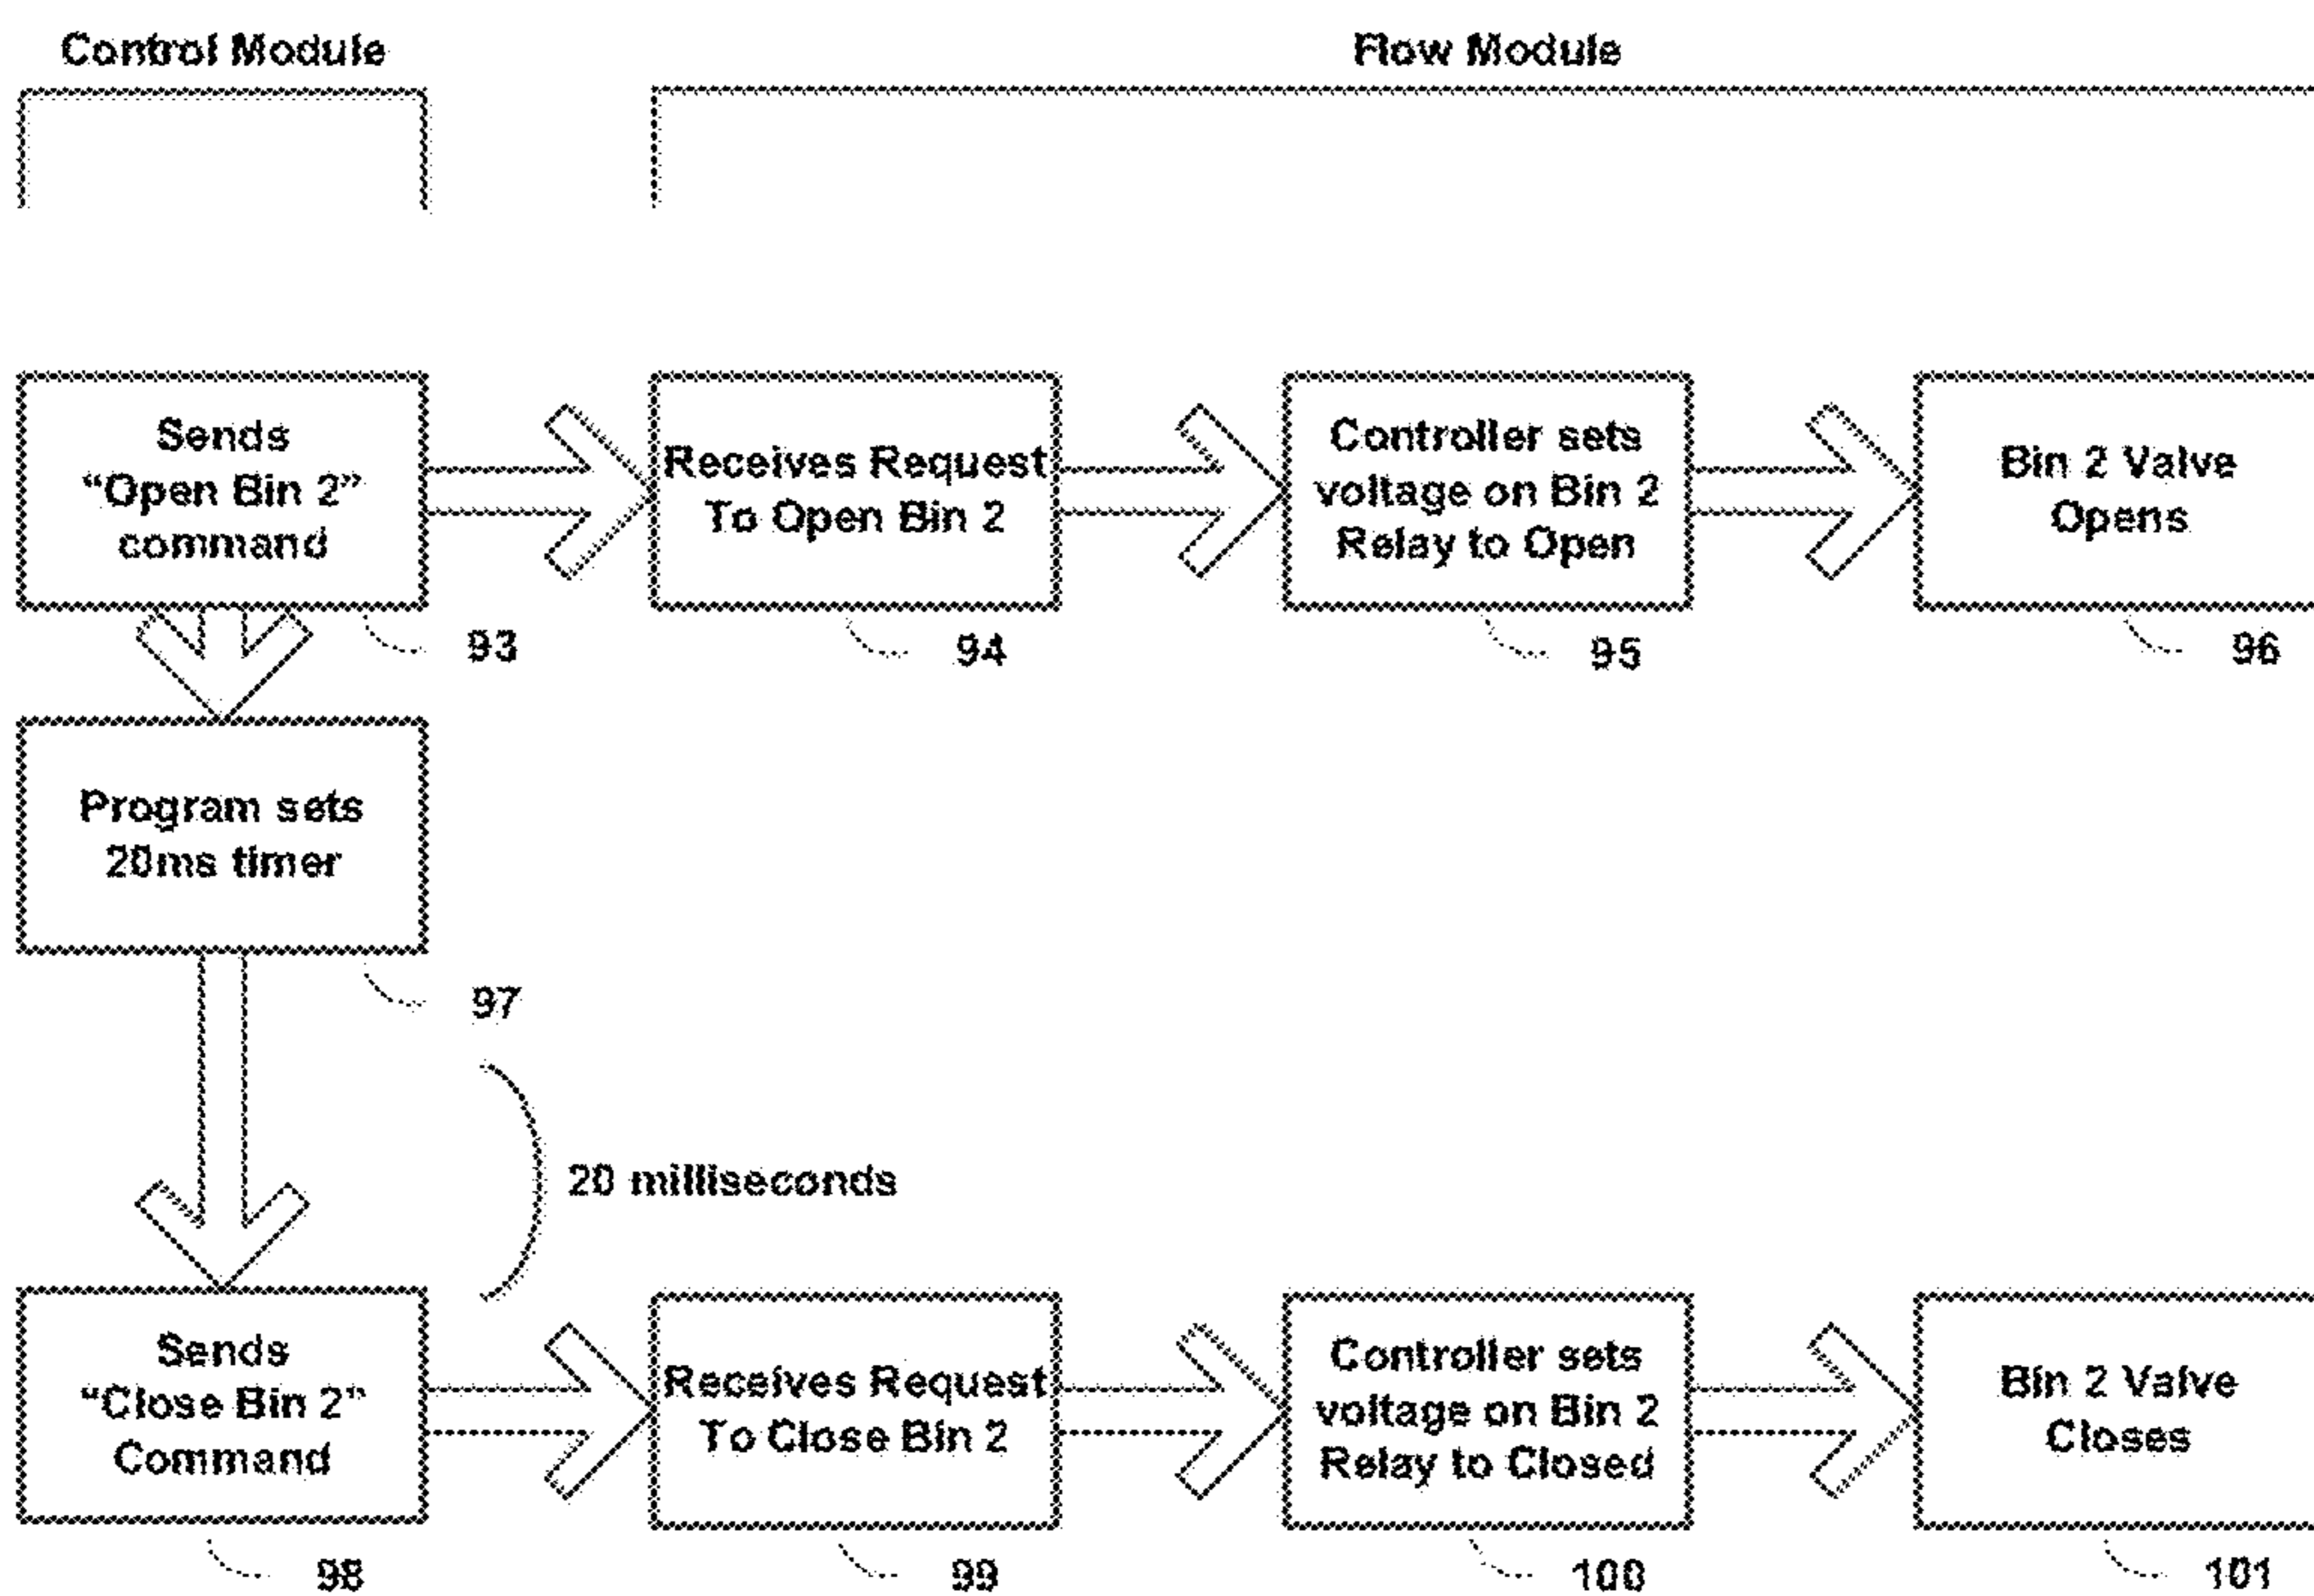 Control Module
Flow Module
Sends
“Open Bin 2”
command
Receives Request
To Open Bin 2
Controller sets
voltage on Bin 2
Relay to Open
Bin 2 Valve
Opens
93
94
95
96
Program sets
20ms timer
97
20 milliseconds
Sends
“Close Bin 2”
Command
Receives Request
To Close Bin 2
Controller sets
voltage on Bin 2
Relay to Closed
Bin 2 Valve
Closes
98
99
100
101